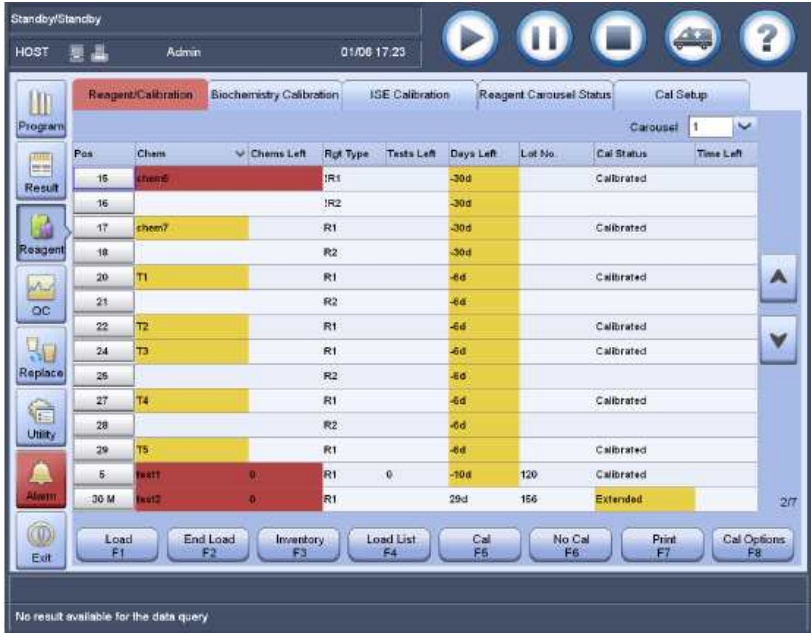 Standby/Standby
HOST Admin 01/06 17:23
Reagent/Calibration Biochemistry Calibration ISE Calibration Reagent Carousel Status Cal Setup
Carousel 1
Pos Chem Chems Left Rgt Type Tests Left Days Left Lot No. Cal Status Time Left
15 chem6 !R1 -30d Calibrated
16 !R2 -30d
17 chem7 R1 -30d Calibrated
18 R2 -30d
20 T1 R1 -6d Calibrated
21 R2 -6d
22 T2 R1 -6d Calibrated
24 T3 R1 -6d Calibrated
25 R2 -6d
27 T4 R1 -6d Calibrated
28 R2 -6d
29 T5 R1 -6d Calibrated
5 test1 0 R1 0 -10d 120 Calibrated
30 M test2 0 R1 29d 156 Extended
2/7
Program
Result
Reagent
QC
Replace
Utility
Alarm
Exit
Load F1
End Load F2
Inventory F3
Load List F4
Cal F5
No Cal F6
Print F7
Cal Options F8
No result available for the data query